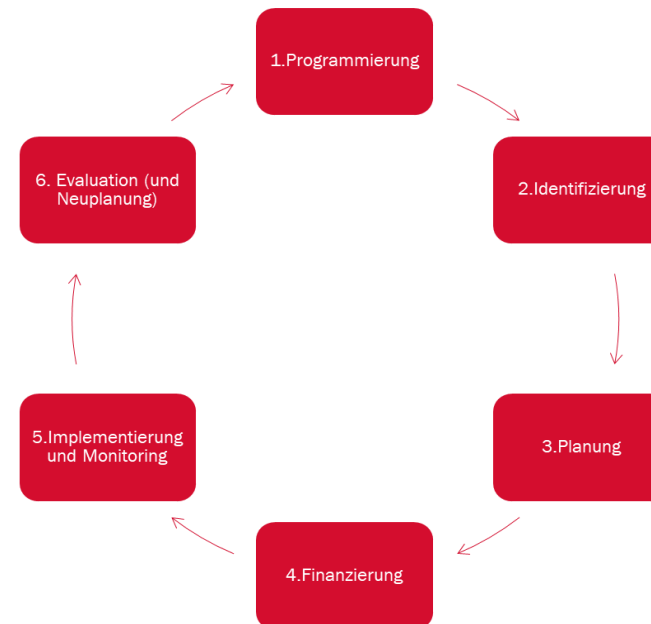 1.Programmierung
2.Identifizierung
3.Planung
4.Finanzierung
5.Implementierung
und Monitoring
6. Evaluation (und
Neuplanung)